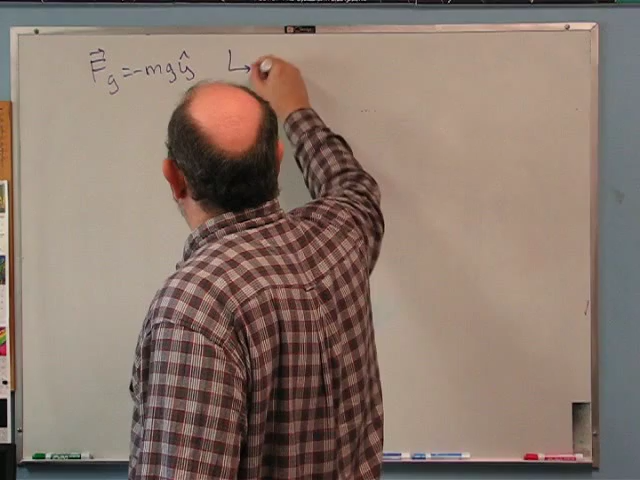 F⃗g = -mgŷ